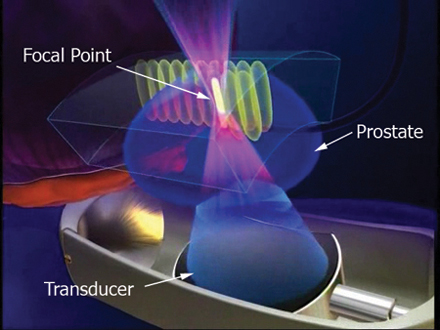 Focal Point
Prostate
Transducer